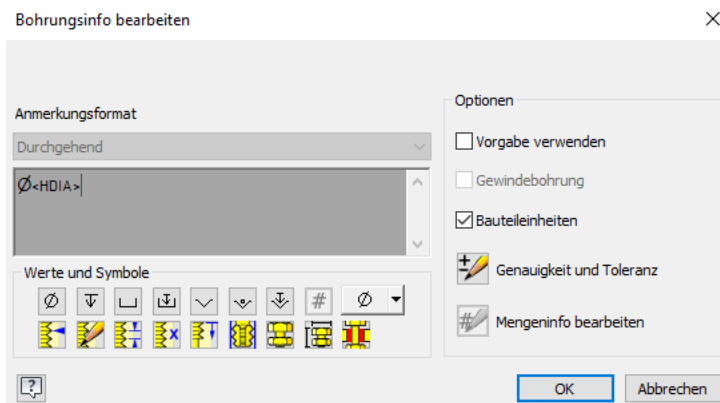 Bohrungsinfo bearbeiten
Anmerkungsformat
Durchgehend
Ø<HDIA>
Werte und Symbole
Ø
#
Ø
Optionen
Vorgabe verwenden
Gewindebohrung
Bauteileinheiten
Genauigkeit und Toleranz
Mengeninfo bearbeiten
?
OK
Abbrechen